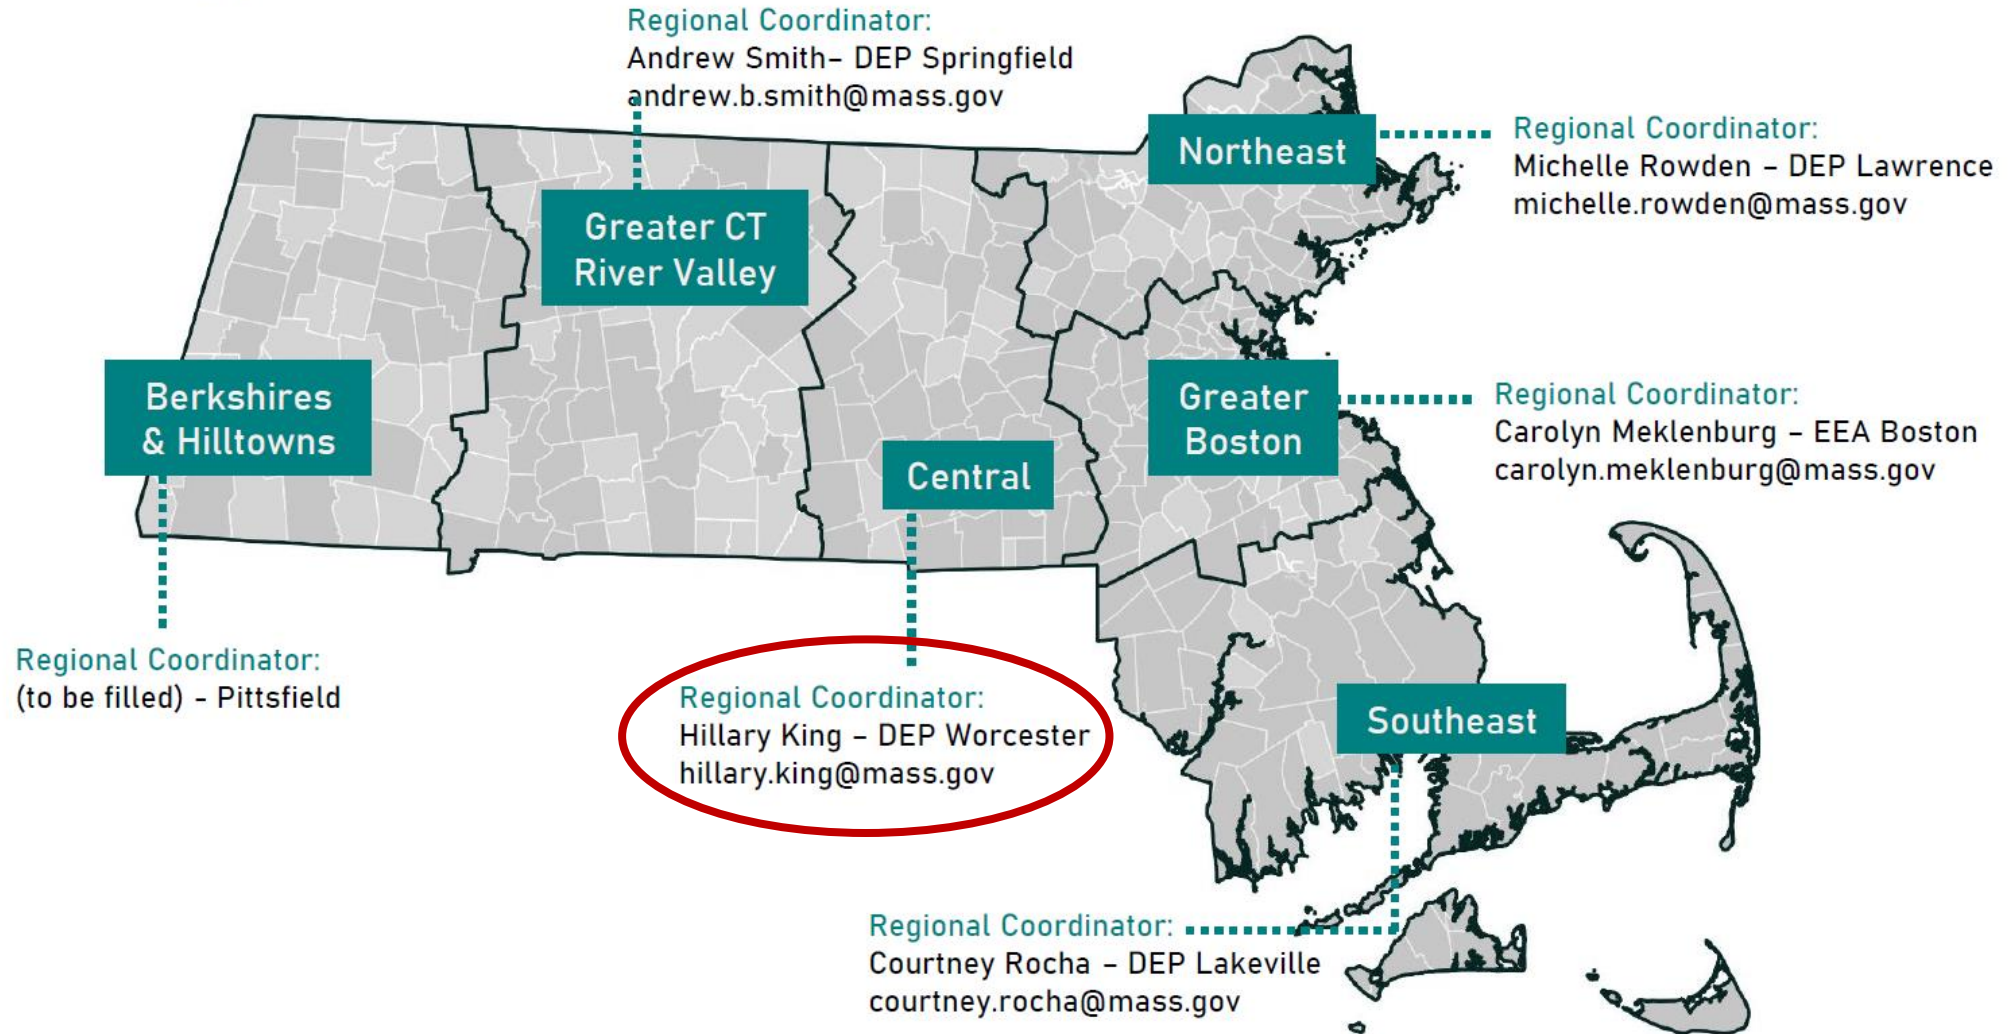 Regional Coordinator:
Andrew Smith– DEP Springfield
andrew.b.smith@mass.gov
Northeast
Regional Coordinator:
Michelle Rowden – DEP Lawrence
michelle.rowden@mass.gov
Greater CT
River Valley
Berkshires
& Hilltowns
Greater
Boston
Regional Coordinator:
Carolyn Meklenburg – EEA Boston
carolyn.meklenburg@mass.gov
Central
Regional Coordinator:
(to be filled) - Pittsfield
Regional Coordinator:
Hillary King – DEP Worcester
hillary.king@mass.gov
Southeast
Regional Coordinator:
Courtney Rocha – DEP Lakeville
courtney.rocha@mass.gov